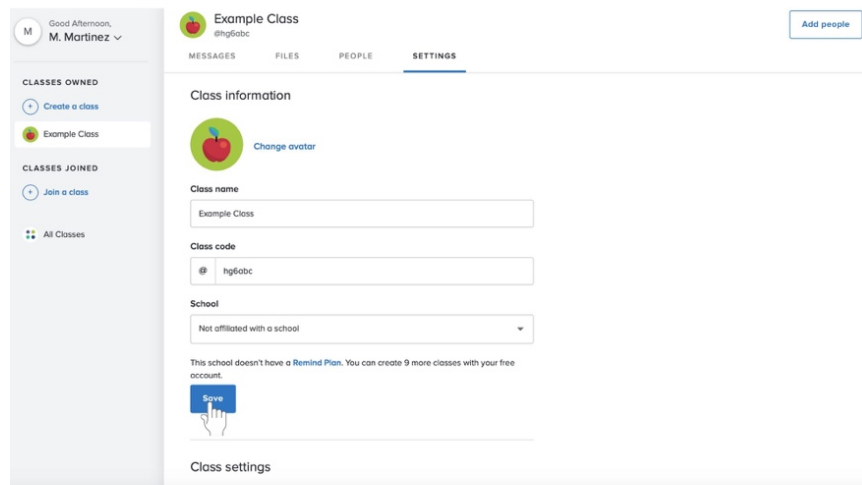 M
Good Afternoon,
M. Martinez
CLASSES OWNED
+ Create a class
Example Class
CLASSES JOINED
+ Join a class
All Classes
Example Class
@hg6abc
Add people
MESSAGES FILES PEOPLE SETTINGS
Class information
Change avatar
Class name
Example Class
Class code
@ hg6abc
School
Not affiliated with a school
This school doesn't have a Remind Plan. You can create 9 more classes with your free
account.
Save
Class settings